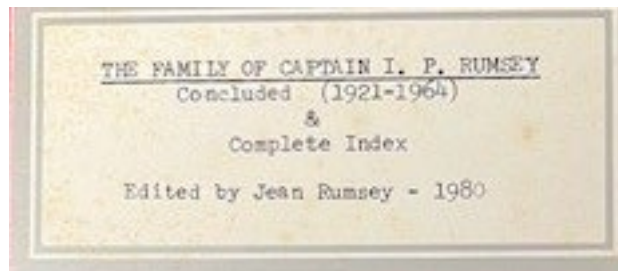 THE FAMILY OF CAPTAIN I. P. RUMSEY
Concluded (1921-1964)
&
Complete Index
Edited by Jean Rumsey - 1980